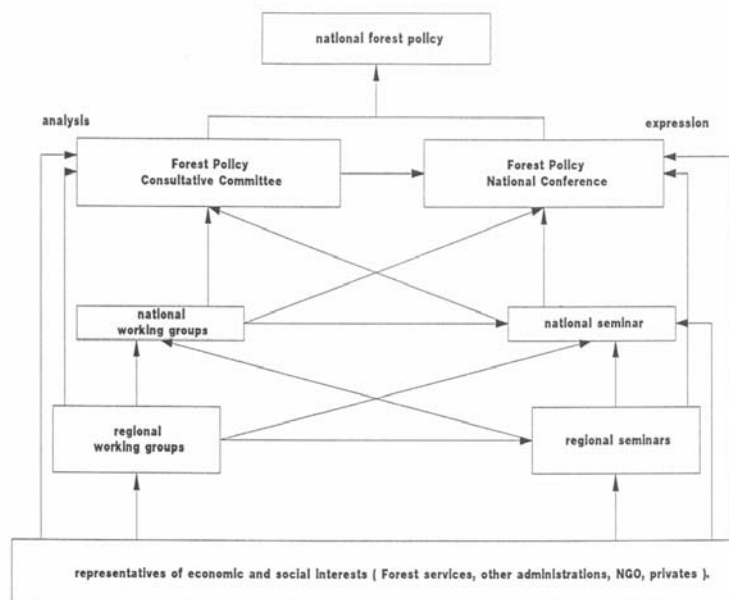 national forest policy
analysis
expression
Forest Policy
Consultative Committee
Forest Policy
National Conference
national
working groups
national seminar
regional
working groups
regional seminars
representatives of economic and social interests ( Forest services, other administrations, NGO, privates ).